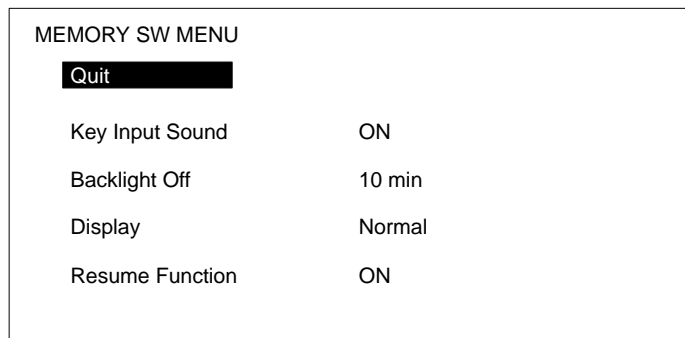 MEMORY SW MENU
Quit
Key Input Sound ON
Backlight Off 10 min
Display Normal
Resume Function ON